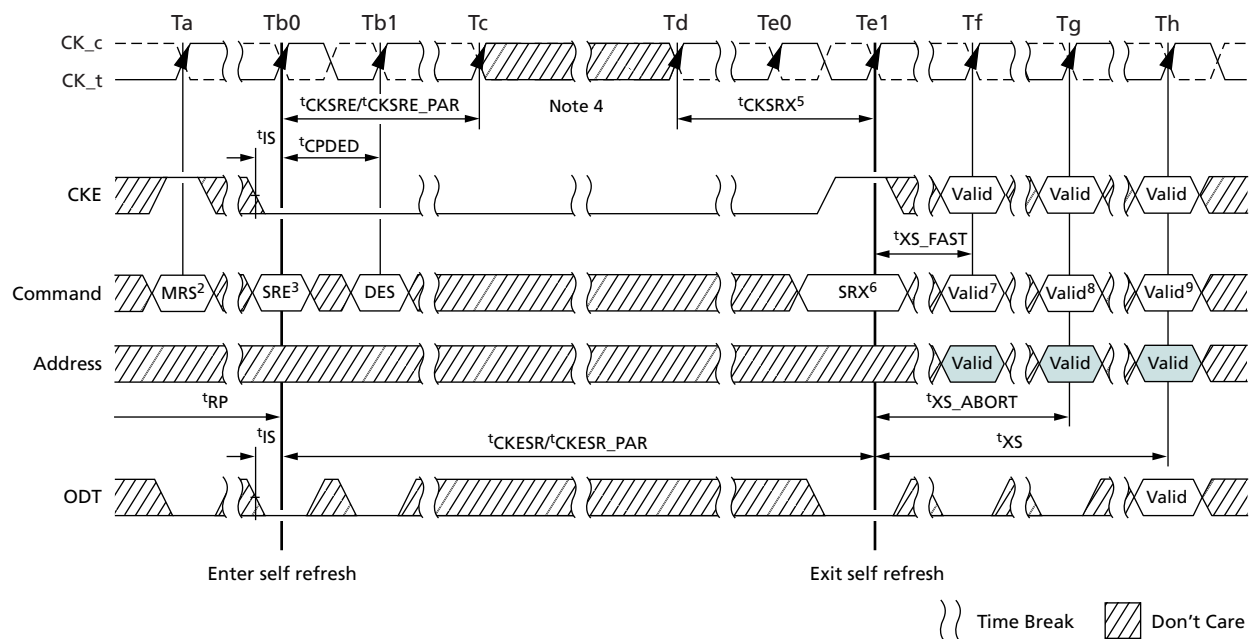 Ta Tb0 Tb1 Tc Td Te0 Te1 Tf Tg Th
CK_c
CK_t
tCKSRE/tCKSRE_PAR Note 4 tCKSRX5
tIS tCPDED
CKE Valid Valid Valid
tXS_FAST
Command MRS2 SRE3 DES SRX6 Valid7 Valid8 Valid9
Address Valid Valid Valid
tRP tXS_ABORT
tIS tCKESR/tCKESR_PAR tXS
ODT Valid
Enter self refresh Exit self refresh
Time Break Don't Care